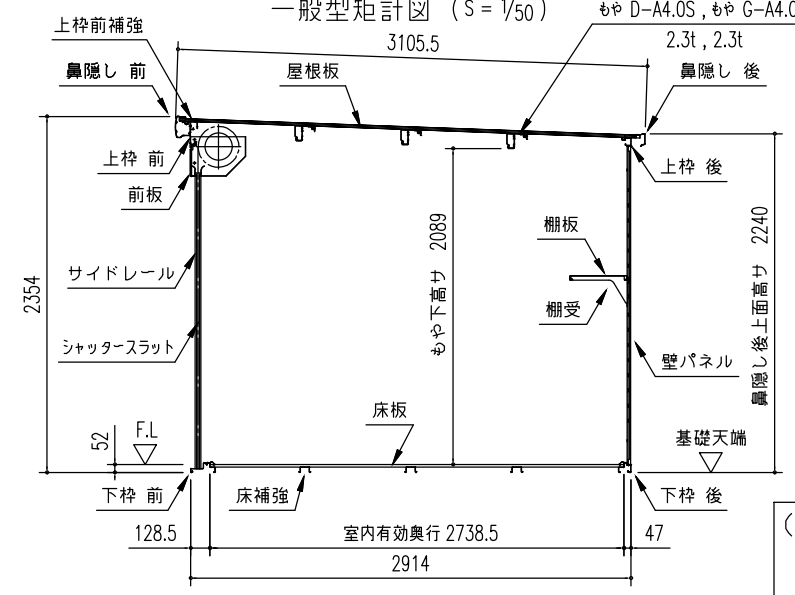 一般型矩計図 (S=1/50)
もや D-A4.0S , もや G-A4.0
2.3t , 2.3t
上枠前補強
3105.5
鼻隠し 前
屋根板
鼻隠し 後
上枠 前
上枠 後
前板
サイドレール
シャッタースラット
2354
もや下高サ 2089
棚板
棚受
鼻隠し後上面高サ 2240
壁パネル
床板
52
F.L
基礎天端
下枠 前
床補強
下枠 後
128.5
室内有効奥行 2738.5
47
2914
(